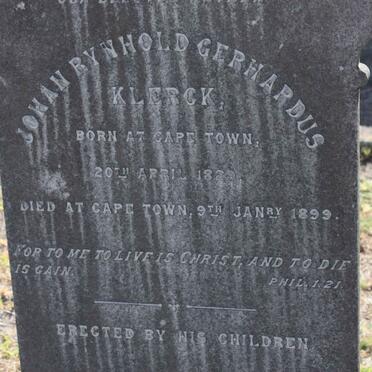 JOHAN RYNHOLD GERHARDUS
KLERCK,
BORN AT CAPE TOWN,
20TH APRIL
DIED AT CAPE TOWN, 9TH JANRY 1899.
FOR TO ME TO LIVE IS CHRIST, AND TO DIE
IS GAIN.
PHIL. 1.21.
ERECTED BY HIS CHILDREN